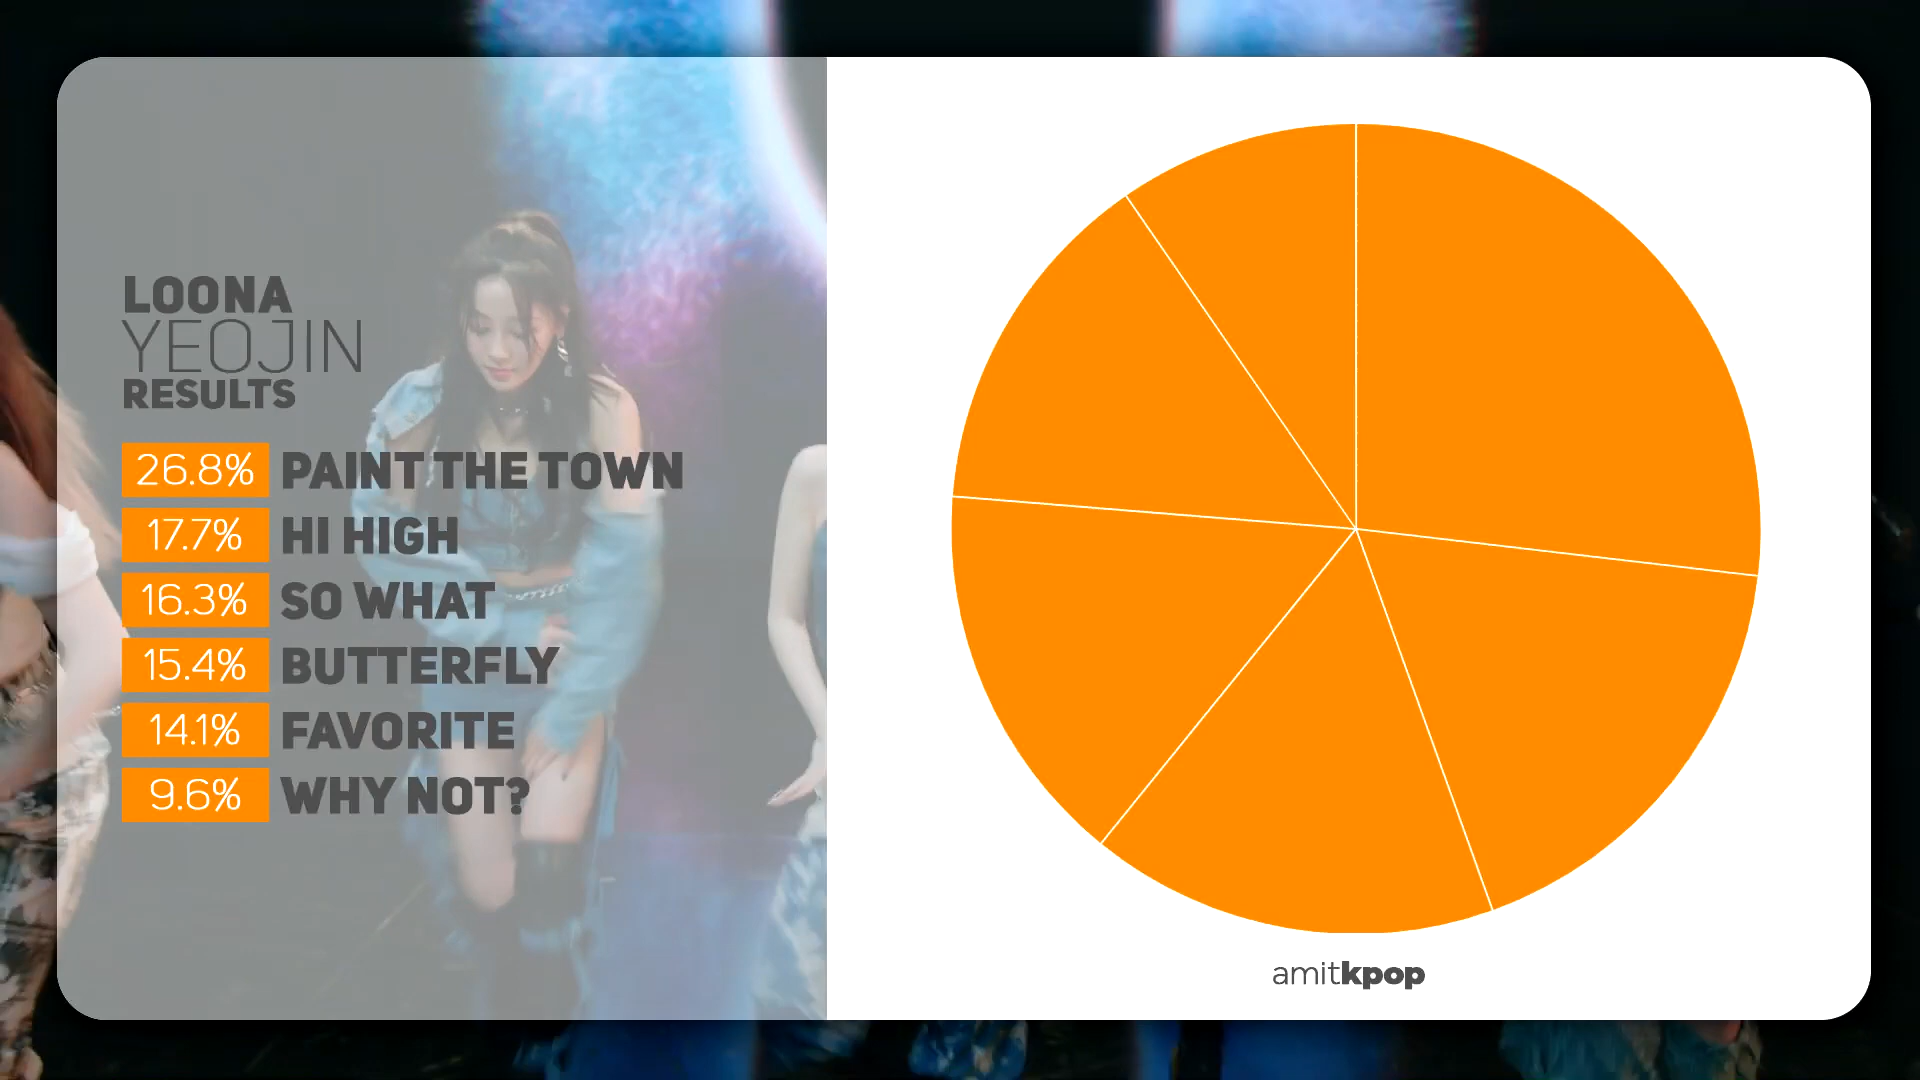 LOONA
YEOJIN
RESULTS
26.8% PAINT THE TOWN
17.7% HI HIGH
16.3% SO WHAT
15.4% BUTTERFLY
14.1% FAVORITE
9.6% WHY NOT?
amitkpop